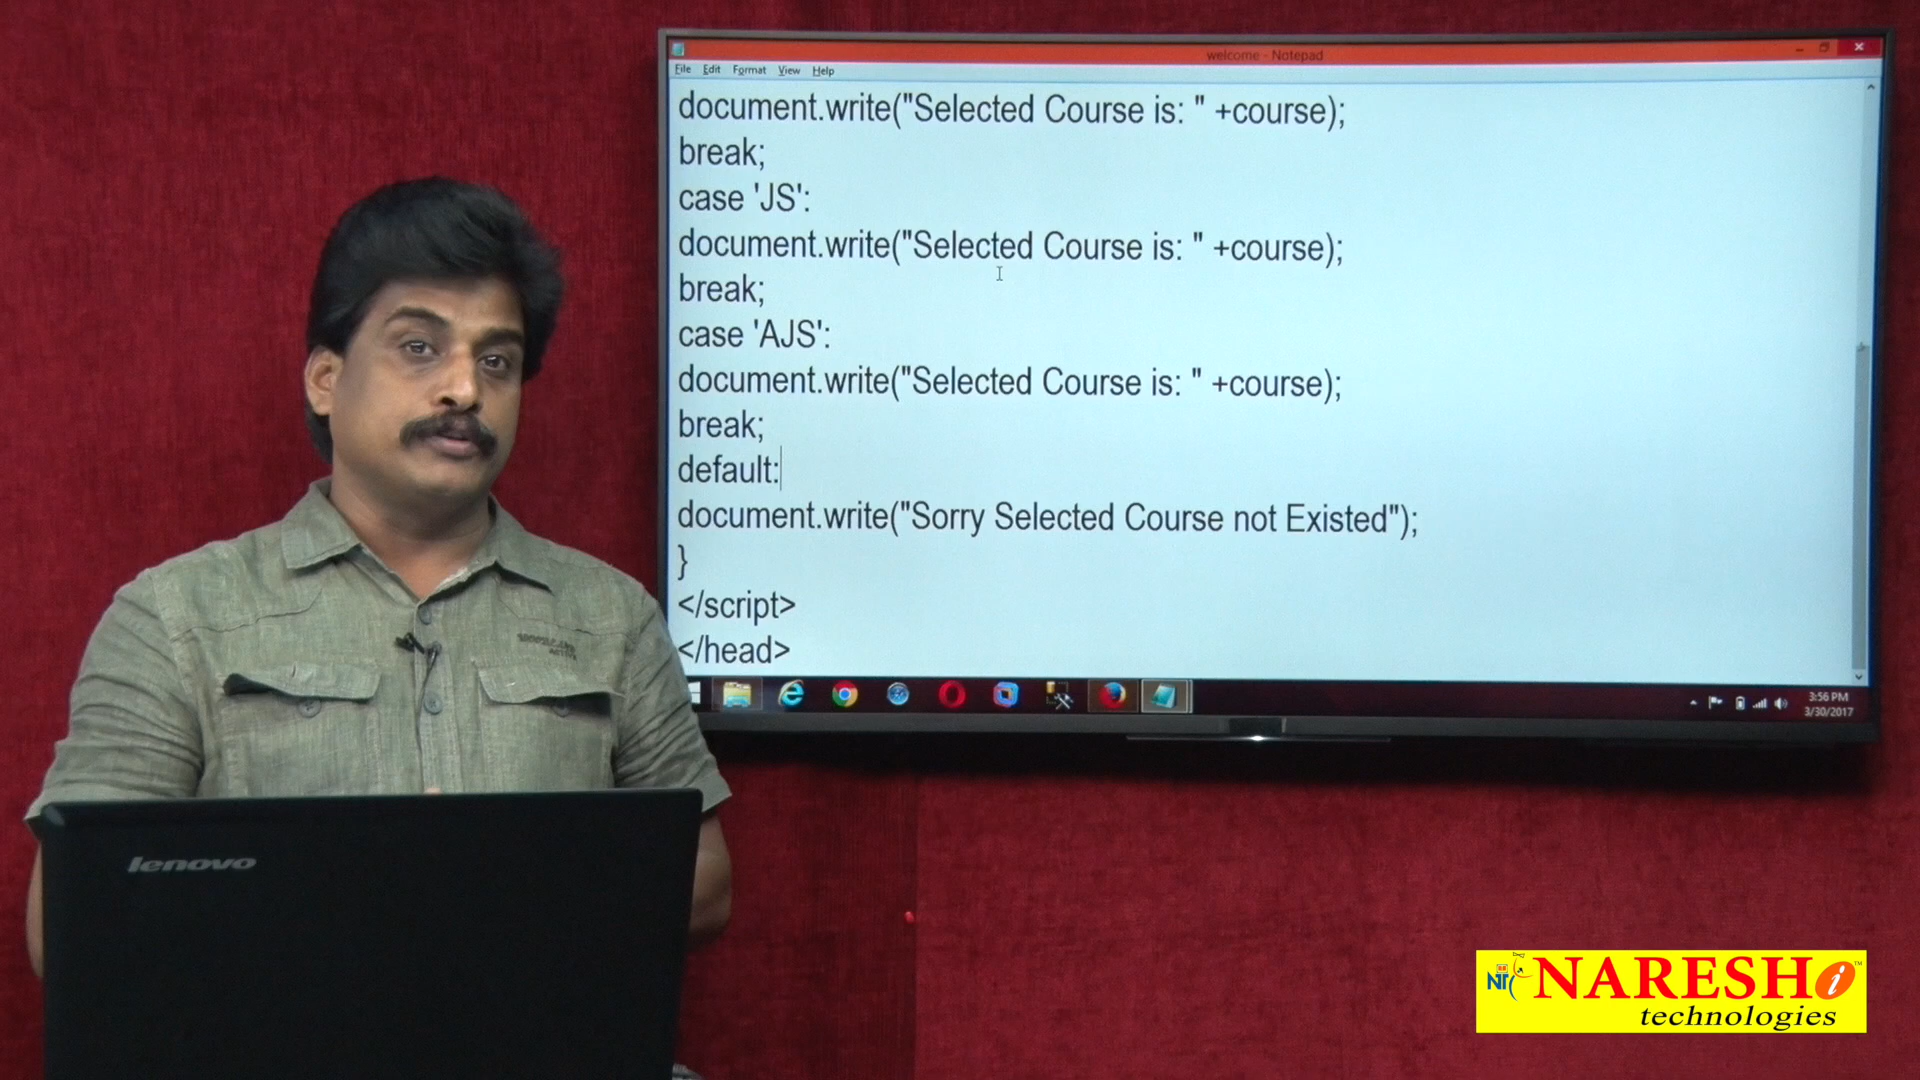 welcome - Notepad
File Edit Format View Help
document.write("Selected Course is: " +course);
break;
case 'JS':
document.write("Selected Course is: " +course);
break;
case 'AJS':
document.write("Selected Course is: " +course);
break;
default:
document.write("Sorry Selected Course not Existed");
}
</script>
</head>
3:56 PM
3/30/2017
lenovo
NARESH i
technologies